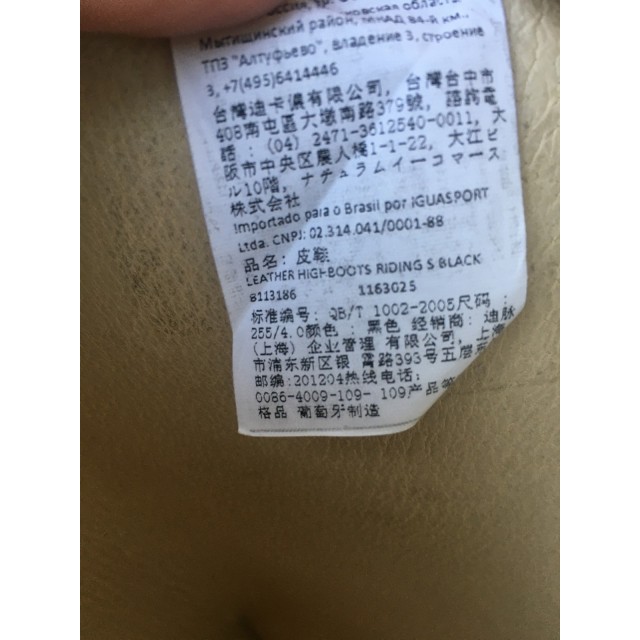 Мытищинский район, МКАД 84-й км.,
ТПЗ "Алтуфьево", владение 3, строение
3, +7(495)6414446
台灣迪卡儂有限公司, 台灣台中市
408南屯區大墩南路379號, 諮詢電
話 : (04) 2471-3612540-0011, 大
阪市中央区農人橋1-1-22, 大江ビ
ル10階, ナチュラムイーコマース
株式会社
Importado para o Brasil por IGUASPORT
Ltda. CNPJ: 02.314.041/0001-88
品名: 皮鞋
LEATHER HIGHBOOTS RIDING S BLACK
8113186 1163025
标准编号: QB/T 1002-2005尺码 :
255/4.0颜色 : 黑色 经销商: 迪脉
(上海) 企业管理 有限公司, 上海
市浦东新区银 霄路393号五层
邮编:201204热线电话:
0086-4009-109- 109产品等
格品 葡萄牙制造